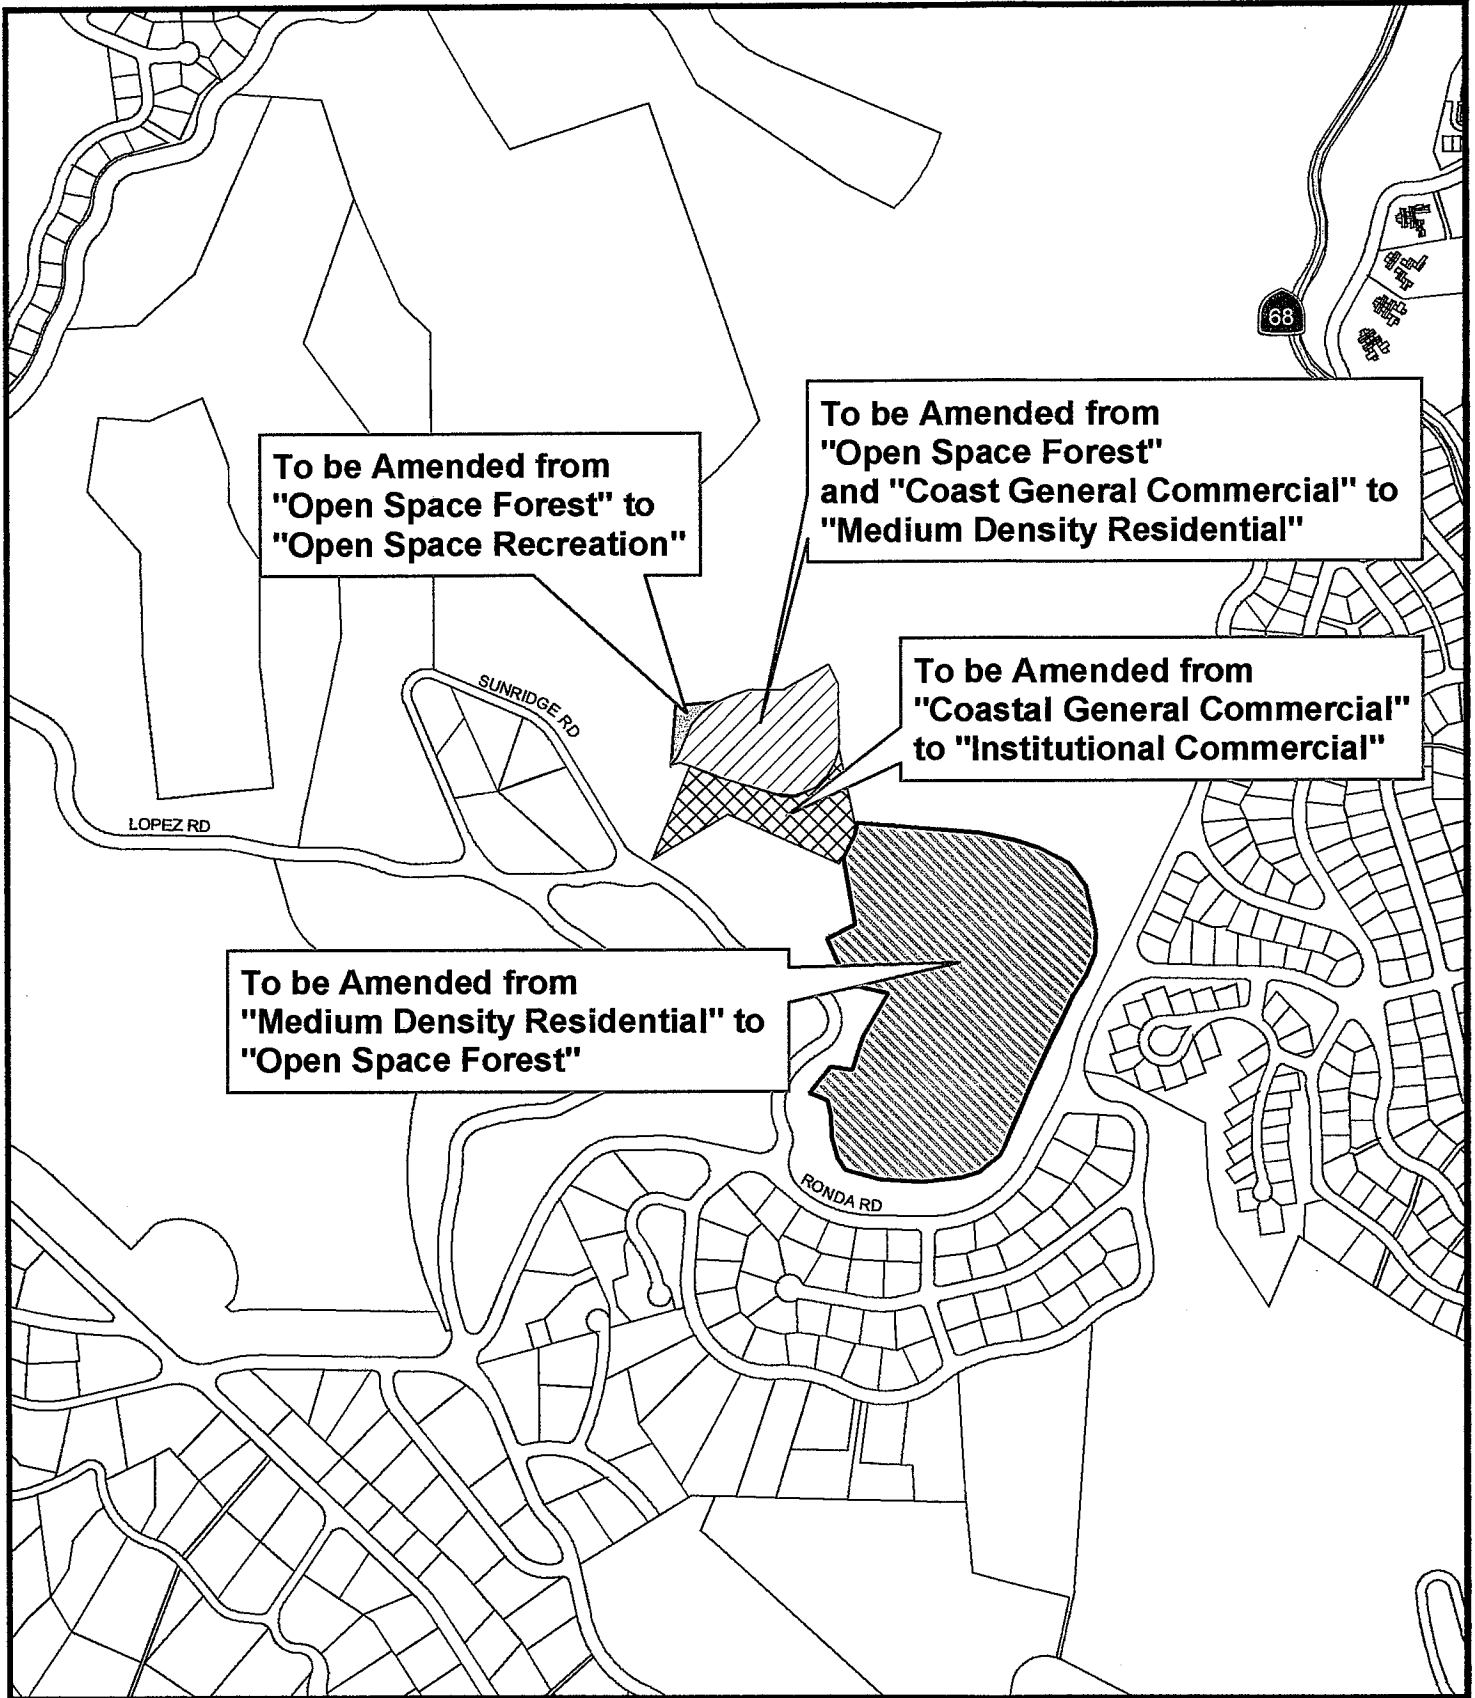 68
To be Amended from
"Open Space Forest"
and "Coast General Commercial" to
"Medium Density Residential"
To be Amended from
"Open Space Forest" to
"Open Space Recreation"
To be Amended from
"Coastal General Commercial"
to "Institutional Commercial"
SUNRIDGE RD
LOPEZ RD
To be Amended from
"Medium Density Residential" to
"Open Space Forest"
RONDA RD